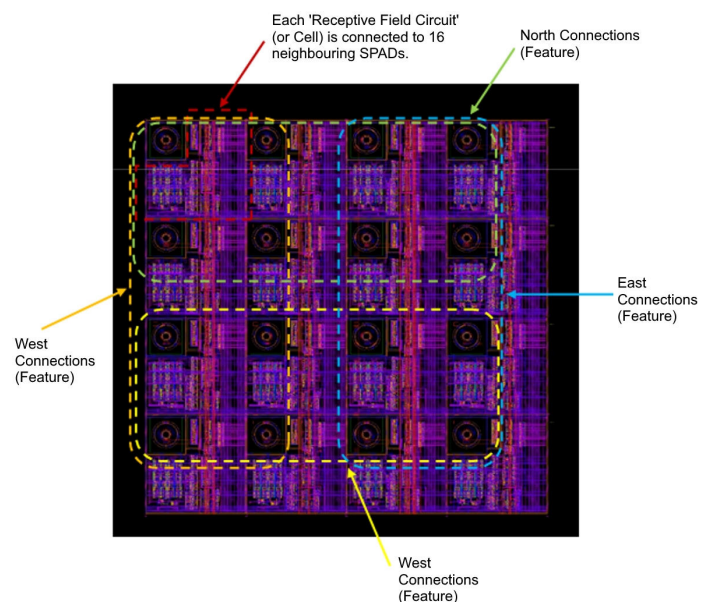 Each 'Receptive Field Circuit'
(or Cell) is connected to 16
neighbouring SPADs.
North Connections
(Feature)
East
Connections
(Feature)
West
Connections
(Feature)
West
Connections
(Feature)